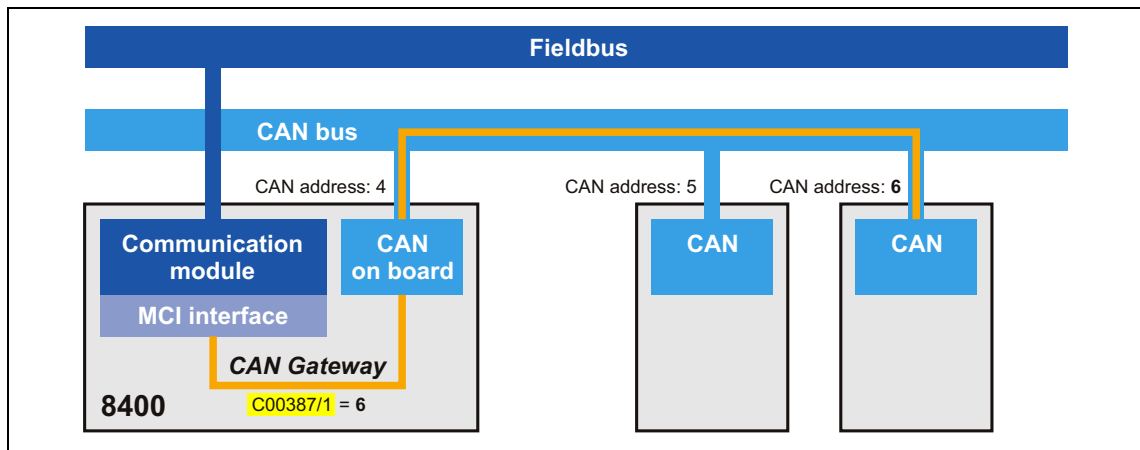 Fieldbus
CAN bus
CAN address: 4
CAN address: 5
CAN address: 6
Communication
module
CAN
on board
CAN
CAN
MCI interface
CAN Gateway
8400
C00387/1 = 6